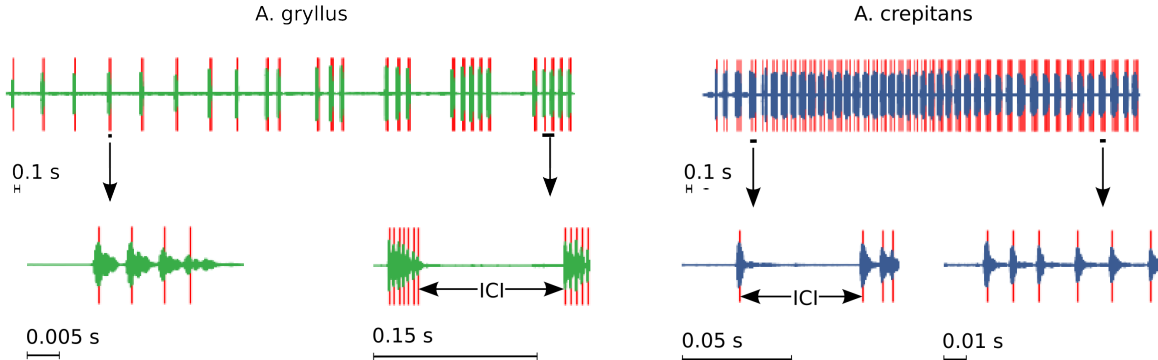 A. gryllus
A. crepitans
0.1 s
0.1 s
ICI
ICI
0.005 s
0.15 s
0.05 s
0.01 s